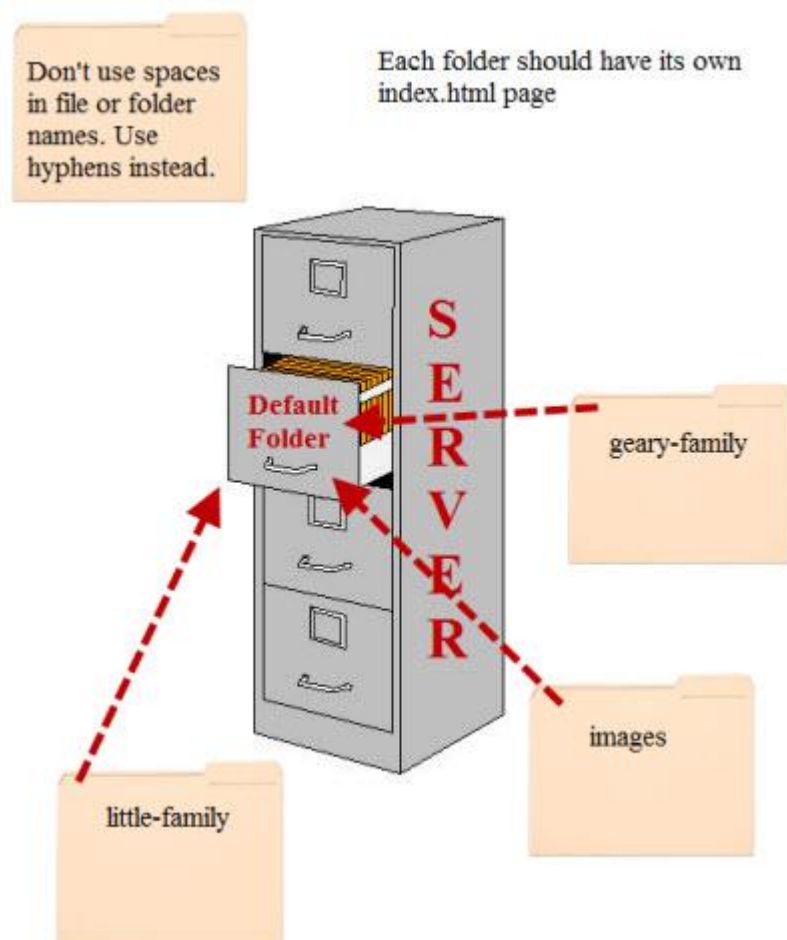 Don't use spaces
in file or folder
names. Use
hyphens instead.
Each folder should have its own
index.html page
SERVER
Default
Folder
geary-family
images
little-family